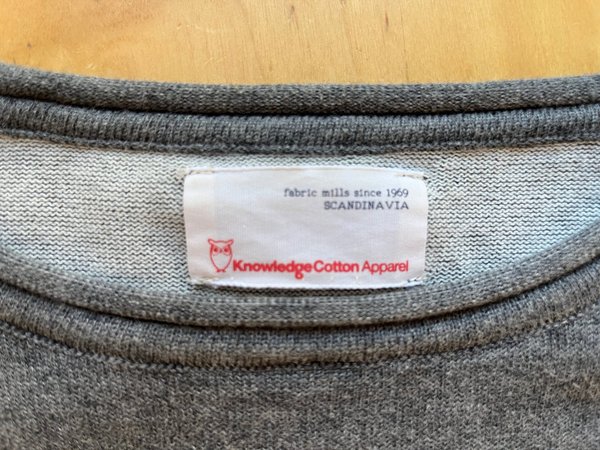 fabric mills since 1969
SCANDINAVIA
KnowledgeCotton Apparel